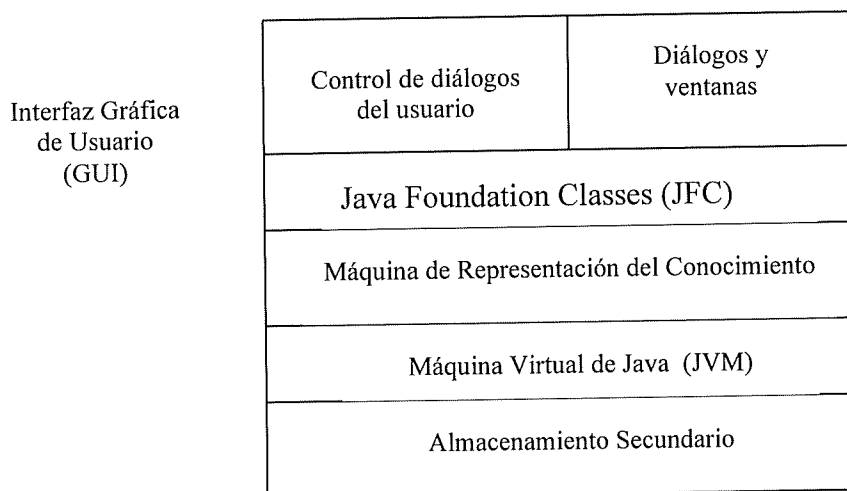 Interfaz Gráfica
de Usuario
(GUI)
Control de diálogos
del usuario
Diálogos y
ventanas
Java Foundation Classes (JFC)
Máquina de Representación del Conocimiento
Máquina Virtual de Java (JVM)
Almacenamiento Secundario